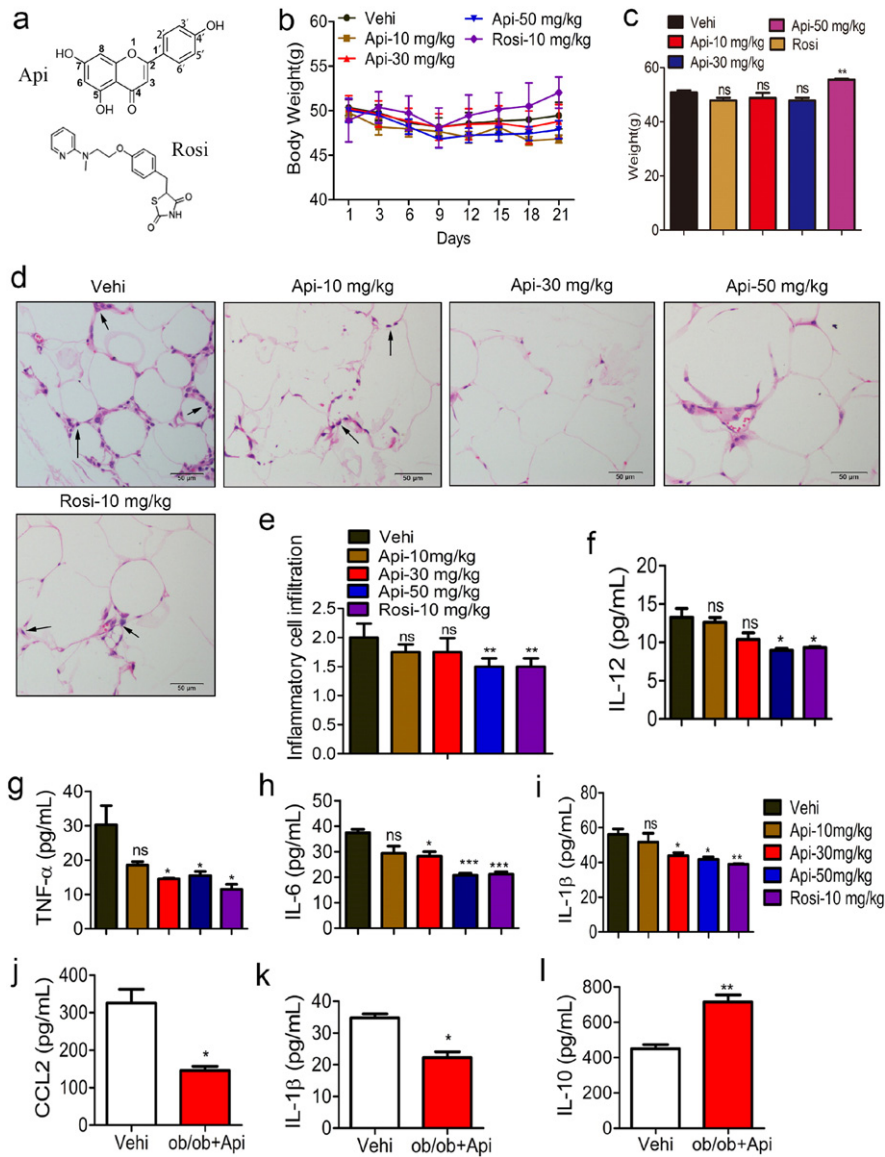 a
OH
3´
4´
2´
5´
HO
8
O
1
1´
7
2
6´
Api
6
3
5
4
OH
O
Rosi
N
N
O
S
O
O
NH
b
Vehi
Api-50 mg/kg
Api-10 mg/kg
Rosi-10 mg/kg
Api-30 mg/kg
Body Weight(g)
60
55
50
45
40
1 3 6 9 12 15 18 21
Days
c
Vehi
Api-50 mg/kg
Api-10 mg/kg
Rosi
Api-30 mg/kg
Weight(g)
60
40
20
0
ns ns ns **
d
Vehi
Api-10 mg/kg
Api-30 mg/kg
Api-50 mg/kg
50 µm
50 µm
50 µm
50 µm
Rosi-10 mg/kg
50 µm
e
Vehi
Api-10mg/kg
Api-30 mg/kg
Api-50 mg/kg
Rosi-10 mg/kg
Inflammatory cell infiltration
2.0
1.5
1.0
0.5
0.0
ns ns ** **
f
IL-12 (pg/mL)
20
15
10
5
0
ns ns * *
g
TNF-α (pg/mL)
40
30
20
10
0
ns * * *
h
IL-6 (pg/mL)
50
40
30
20
10
0
ns * *** ***
i
IL-1β (pg/mL)
80
60
40
20
0
ns * * **
Vehi
Api-10mg/kg
Api-30mg/kg
Api-50mg/kg
Rosi-10 mg/kg
j
CCL2 (pg/mL)
400
300
200
100
0
*
Vehi ob/ob+Api
k
IL-1β (pg/mL)
60
40
20
0
*
Vehi ob/ob+Api
l
IL-10 (pg/mL)
800
600
400
200
0
**
Vehi ob/ob+Api